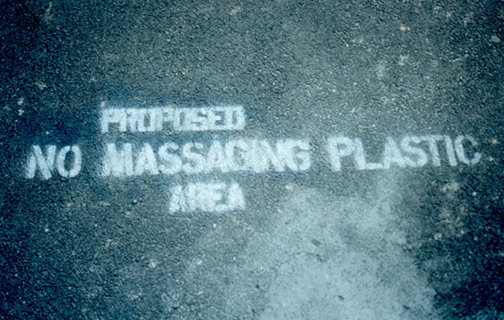 PROPOSED
NO MASSAGING PLASTIC
AREA